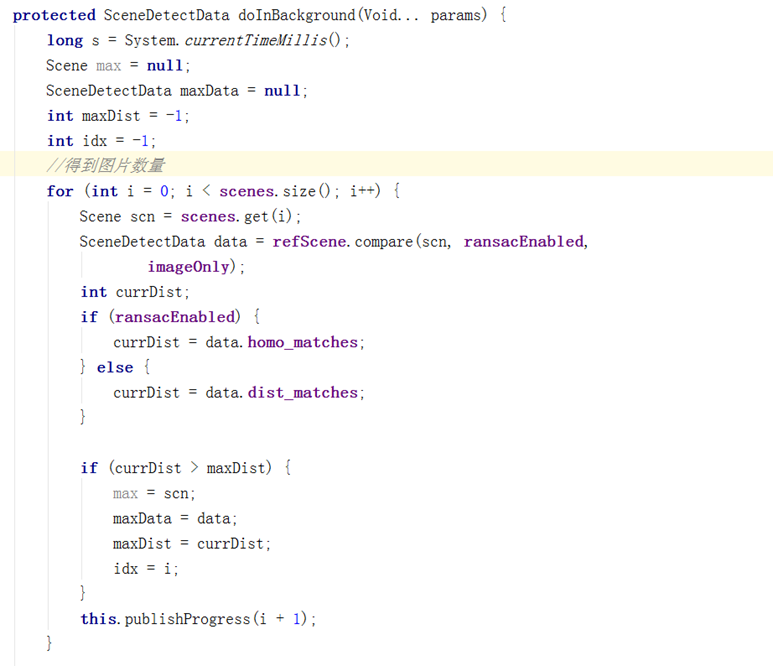 protected SceneDetectData doInBackground(Void... params) {
long s = System.currentTimeMillis();
Scene max = null;
SceneDetectData maxData = null;
int maxDist = -1;
int idx = -1;
//得到图片数量
for (int i = 0; i < scenes.size(); i++) {
Scene scn = scenes.get(i);
SceneDetectData data = refScene.compare(scn, ransacEnabled,
imageOnly);
int currDist;
if (ransacEnabled) {
currDist = data.homo_matches;
} else {
currDist = data.dist_matches;
}
if (currDist > maxDist) {
max = scn;
maxData = data;
maxDist = currDist;
idx = i;
}
this.publishProgress(i + 1);
}